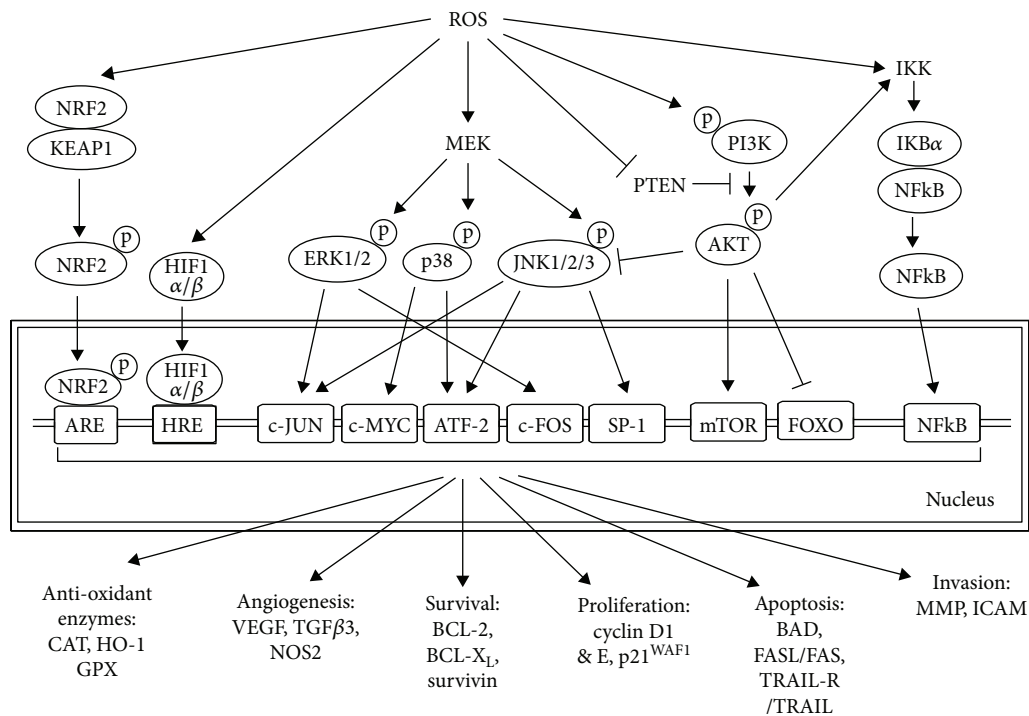 ROS
IKK
NRF2
KEAP1
MEK
p
PI3K
IKBα
NFkB
PTEN
p
NRF2
HIF1
α/β
p
ERK1/2
p
p38
p
JNK1/2/3
p
AKT
NFkB
p
NRF2
HIF1
α/β
ARE
HRE
c-JUN
c-MYC
ATF-2
c-FOS
SP-1
mTOR
FOXO
NFkB
Nucleus
Anti-oxidant
enzymes:
CAT, HO-1
GPX
Angiogenesis:
VEGF, TGFβ3,
NOS2
Survival:
BCL-2,
BCL-XL,
survivin
Proliferation:
cyclin D1
& E, p21WAF1
Apoptosis:
BAD,
FASL/FAS,
TRAIL-R
/TRAIL
Invasion:
MMP, ICAM